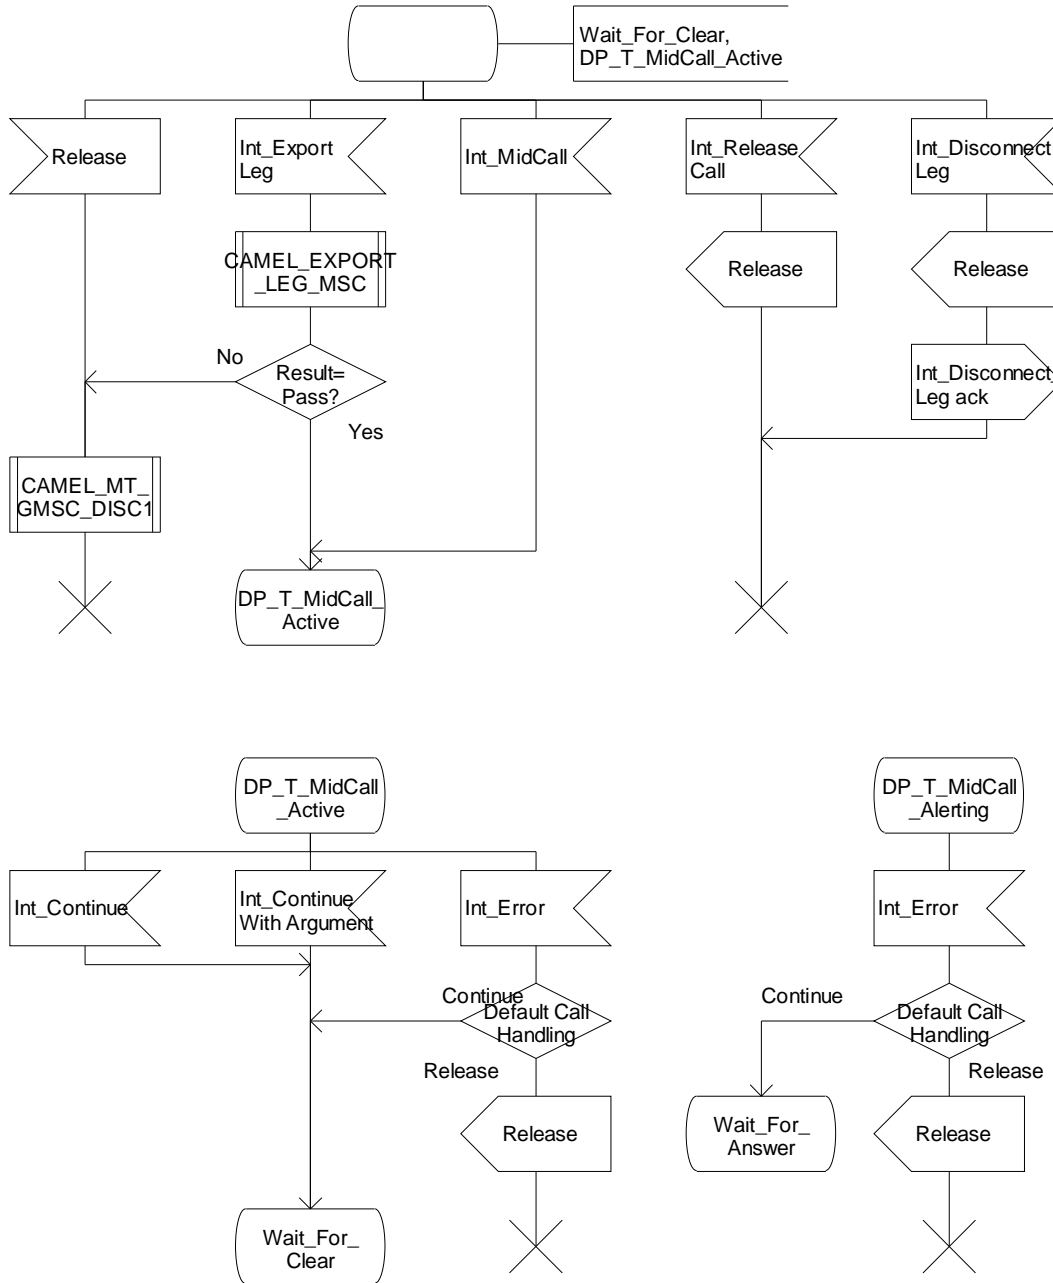 Wait_For_Clear,
DP_T_MidCall_Active
Release
Int_Export
Leg
Int_MidCall
Int_Release
Call
Int_Disconnect
Leg
CAMEL_EXPORT
_LEG_MSC
Release
Release
No
Result=
Pass?
Yes
Int_Disconnect_
Leg ack
CAMEL_MT_
GMSC_DISC1
DP_T_MidCall_
Active
DP_T_MidCall
_Active
DP_T_MidCall
_Alerting
Int_Continue
Int_Continue
With Argument
Int_Error
Int_Error
Continue
Default Call
Handling
Release
Continue
Default Call
Handling
Release
Release
Wait_For_
Answer
Release
Wait_For_
Clear